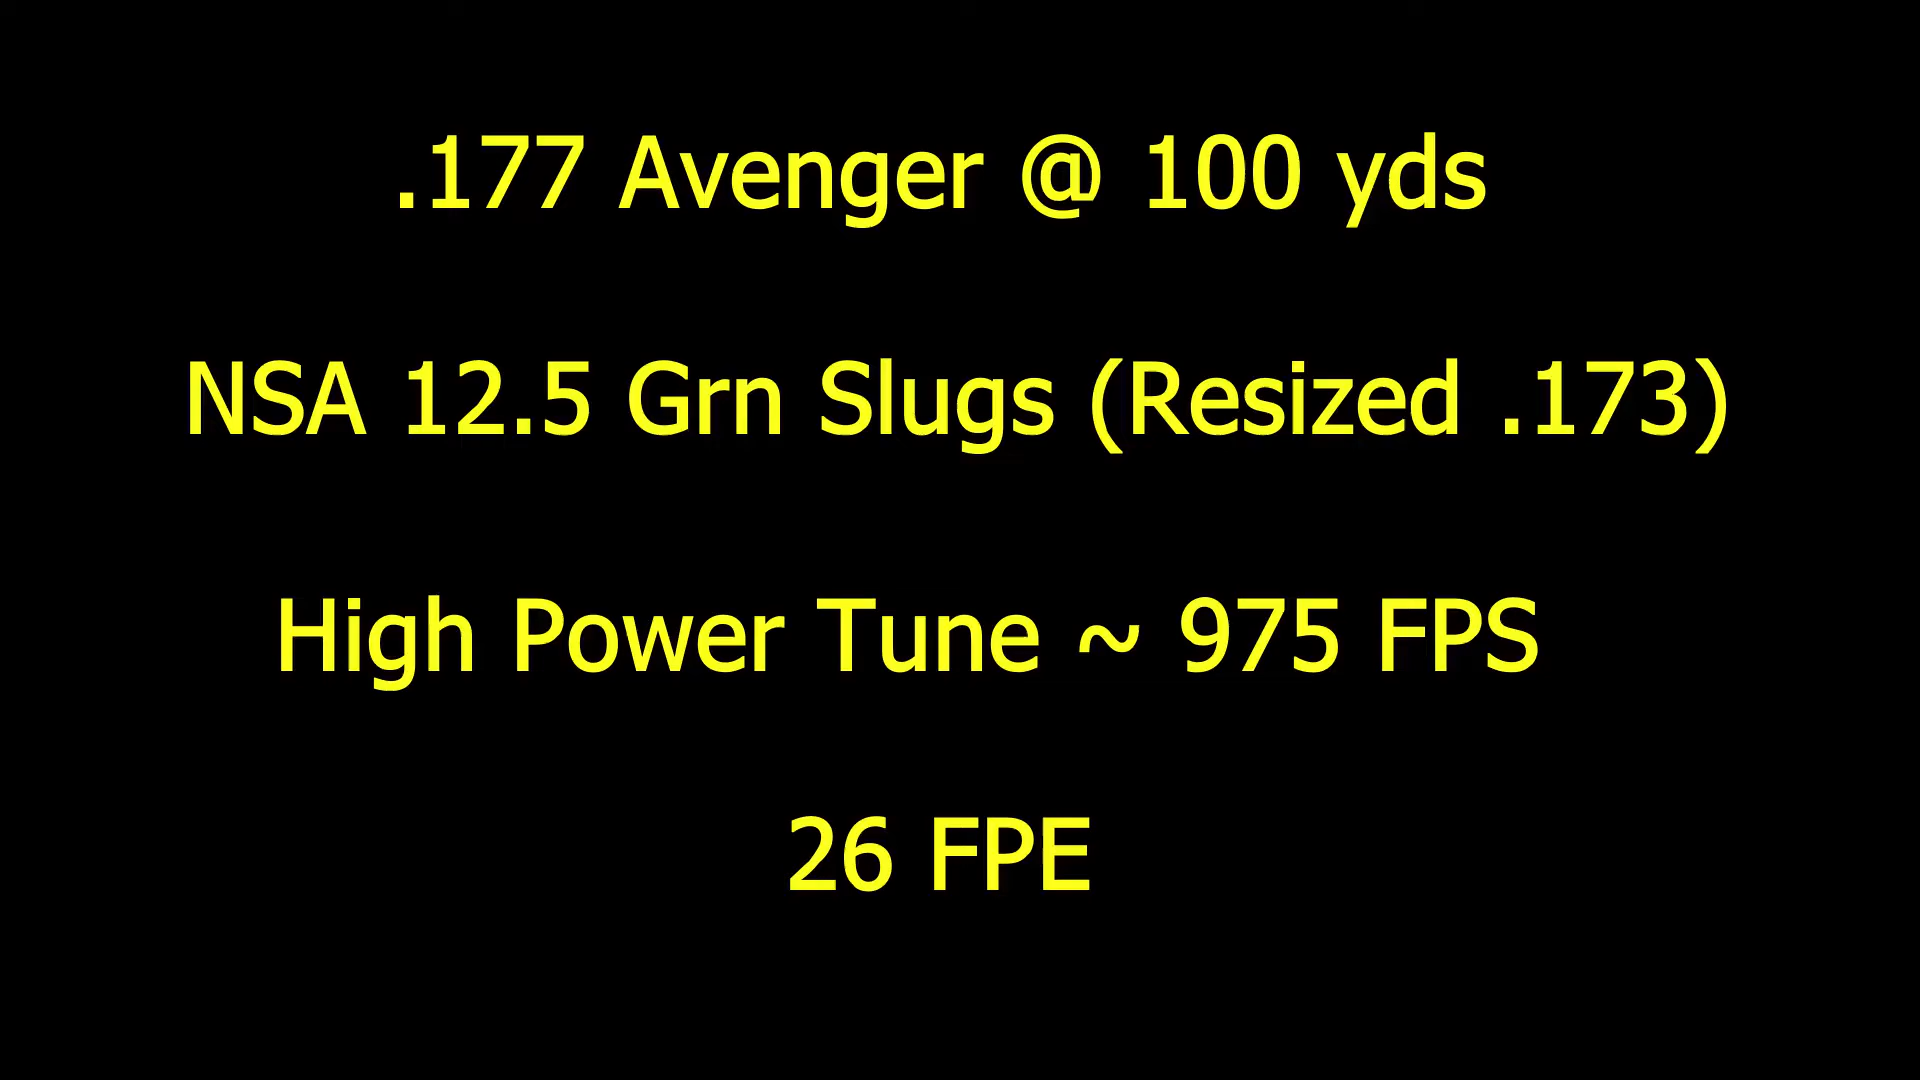 .177 Avenger @ 100 yds
NSA 12.5 Grn Slugs (Resized .173)
High Power Tune ~ 975 FPS
26 FPE